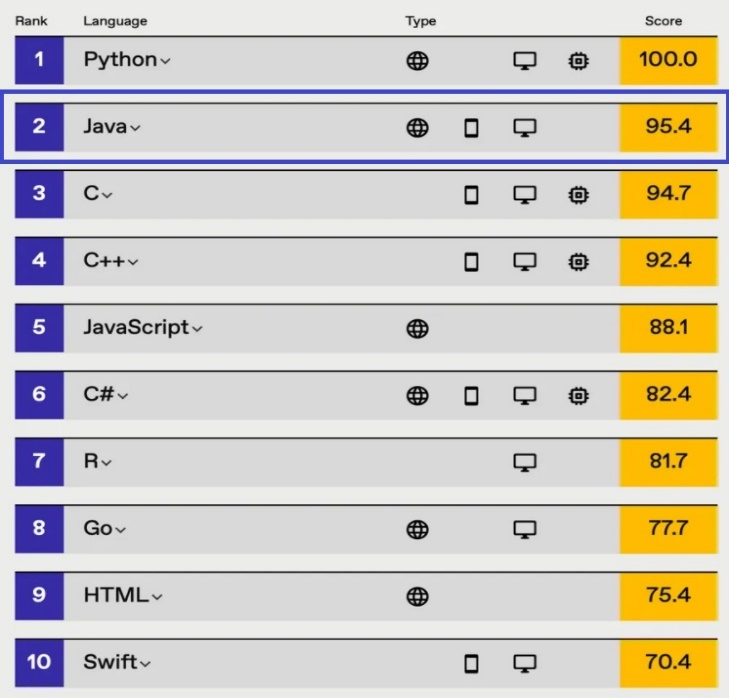 Rank Language Type Score
1 Python 100.0
2 Java 95.4
3 C 94.7
4 C++ 92.4
5 JavaScript 88.1
6 C# 82.4
7 R 81.7
8 Go 77.7
9 HTML 75.4
10 Swift 70.4